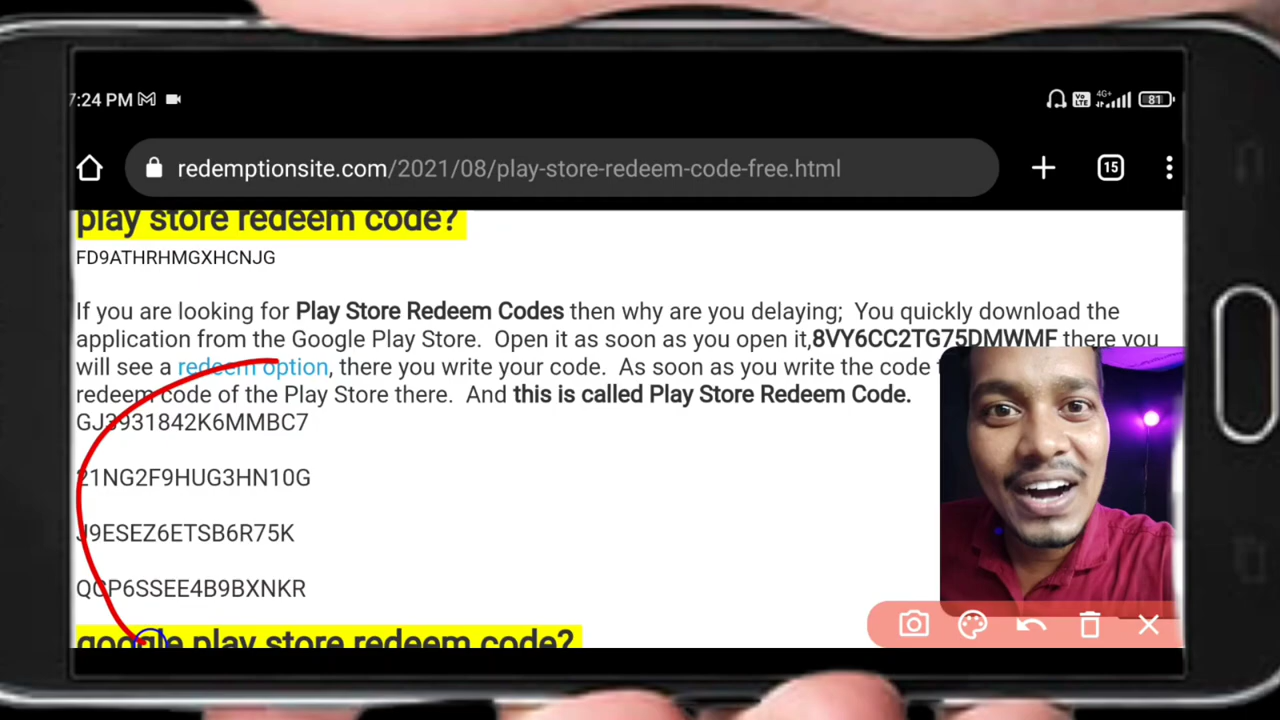 7:24 PM
4G+
Vo LTE
81
redemptionsite.com/2021/08/play-store-redeem-code-free.html
15
play store redeem code?
FD9ATHRHMGXHCNJG
If you are looking for Play Store Redeem Codes then why are you delaying; You quickly download the
application from the Google Play Store. Open it as soon as you open it,8VY6CC2TG75DMWMF there you
will see a redeem option, there you write your code. As soon as you write the code
redeem code of the Play Store there. And this is called Play Store Redeem Code.
GJ3931842K6MMBC7
21NG2F9HUG3HN10G
J9ESEZ6ETSB6R75K
QCP6SSEE4B9BXNKR
google play store redeem code?